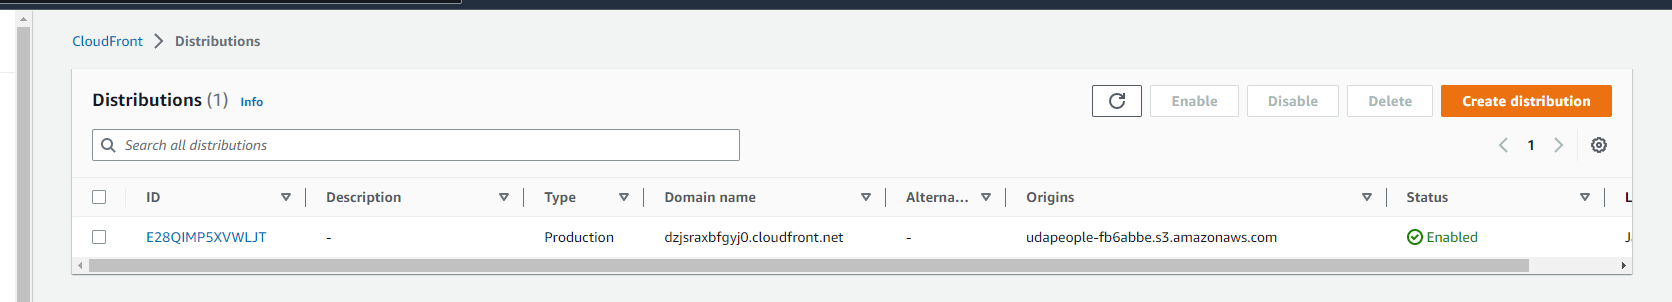 CloudFront > Distributions
Distributions (1) Info
Enable Disable Delete Create distribution
Search all distributions
1
ID Description Type Domain name Alterna... Origins Status L
E28QIMP5XVWLJT - Production dzjsraxbfgyj0.cloudfront.net - udapeople-fb6abbe.s3.amazonaws.com Enabled